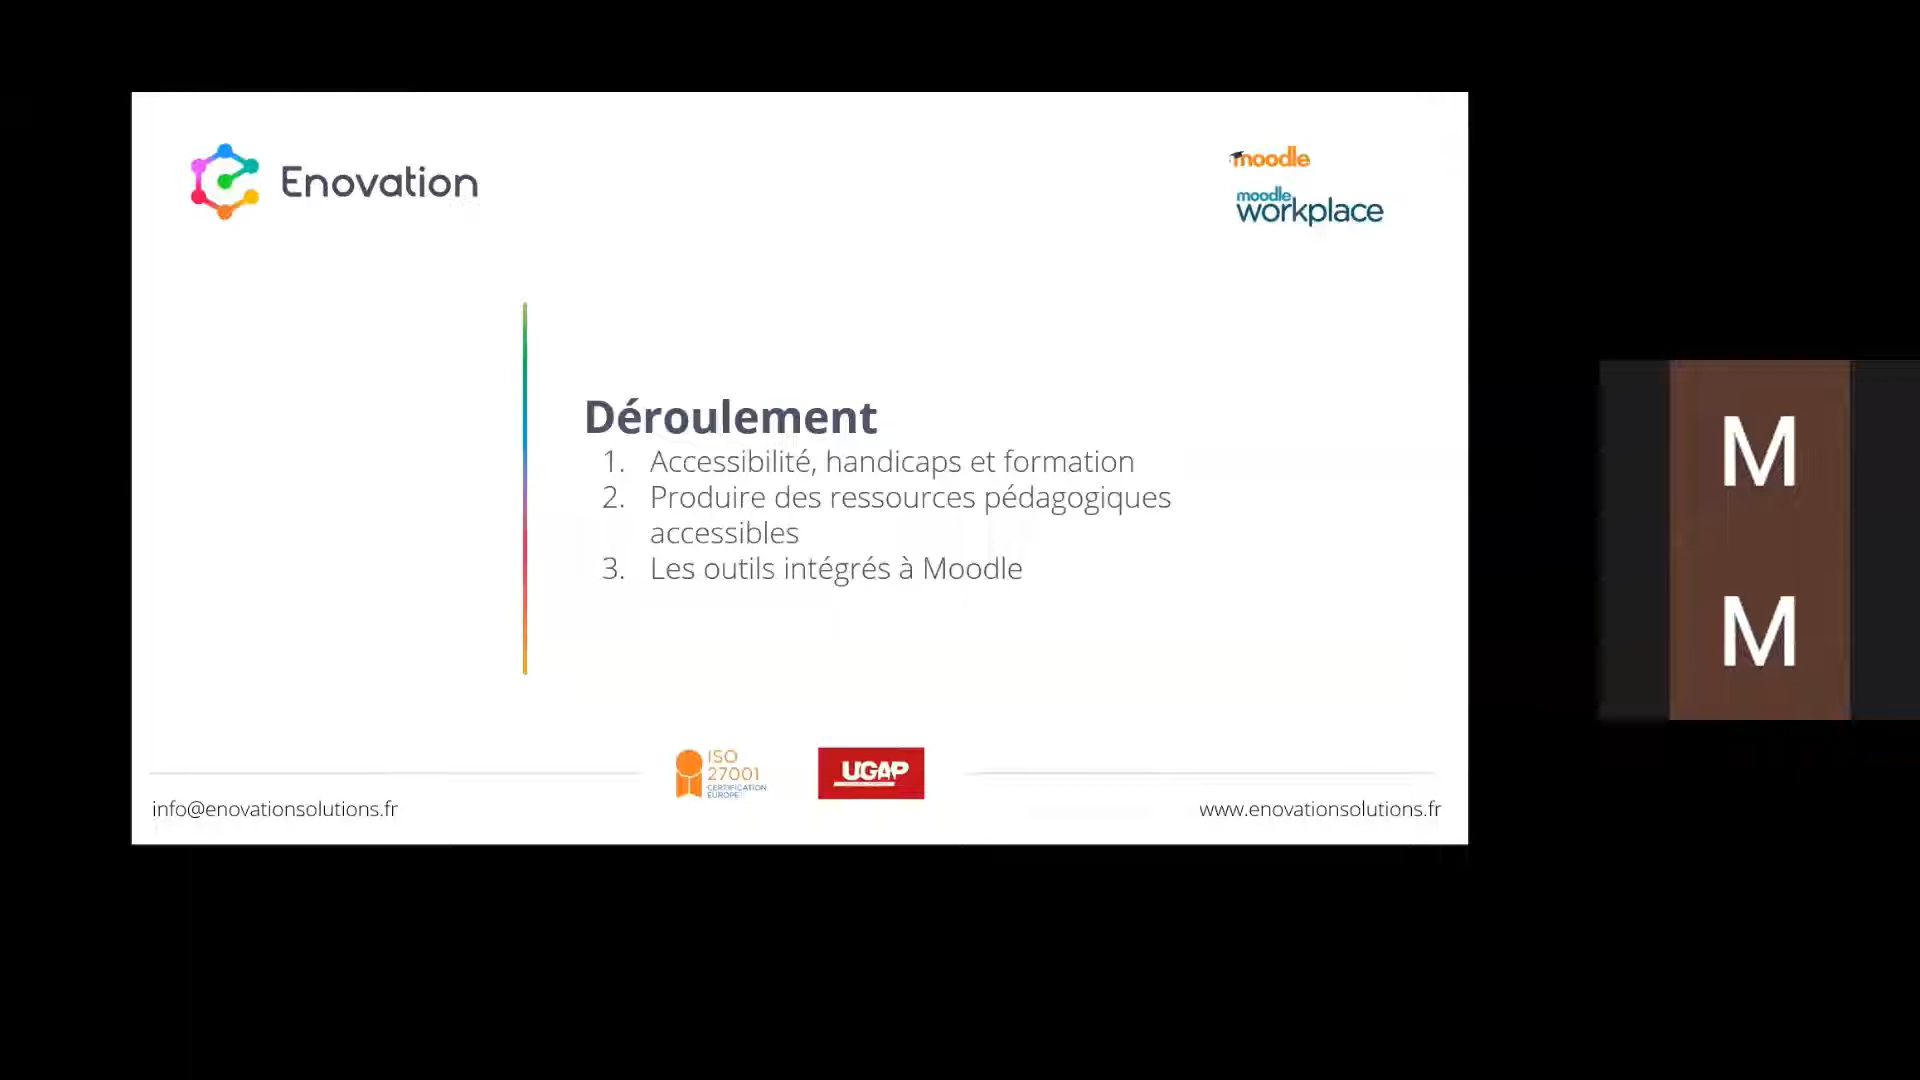 Enovation
moodle
moodle
workplace
Déroulement
1. Accessibilité, handicaps et formation
2. Produire des ressources pédagogiques
accessibles
3. Les outils intégrés à Moodle
M
M
ISO
27001
CERTIFICATION
EUROPE
UGAP
info@enovationsolutions.fr
www.enovationsolutions.fr